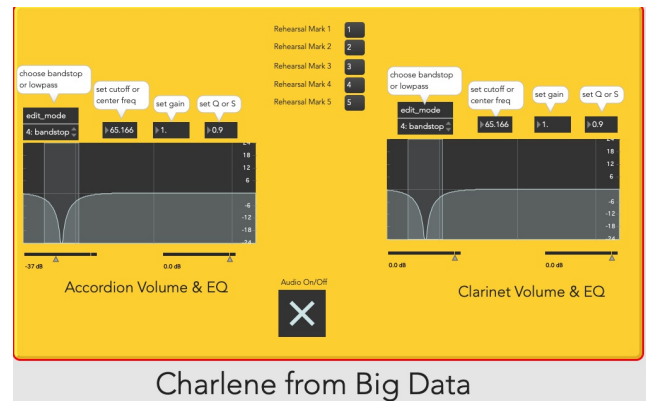 Rehearsal Mark 1
1
Rehearsal Mark 2
2
Rehearsal Mark 3
3
Rehearsal Mark 4
4
Rehearsal Mark 5
5
choose bandstop
or lowpass
set cutoff or
center freq
set gain
set Q or S
edit_mode
4: bandstop
65.166
1.
0.9
24
18
12
6
-6
-12
-18
-24
-37 dB
0.0 dB
Accordion Volume & EQ
choose bandstop
or lowpass
set cutoff or
center freq
set gain
set Q or S
edit_mode
4: bandstop
65.166
1.
0.9
24
18
12
6
-6
-12
-18
-24
0.0 dB
0.0 dB
Clarinet Volume & EQ
Audio On/Off
Charlene from Big Data